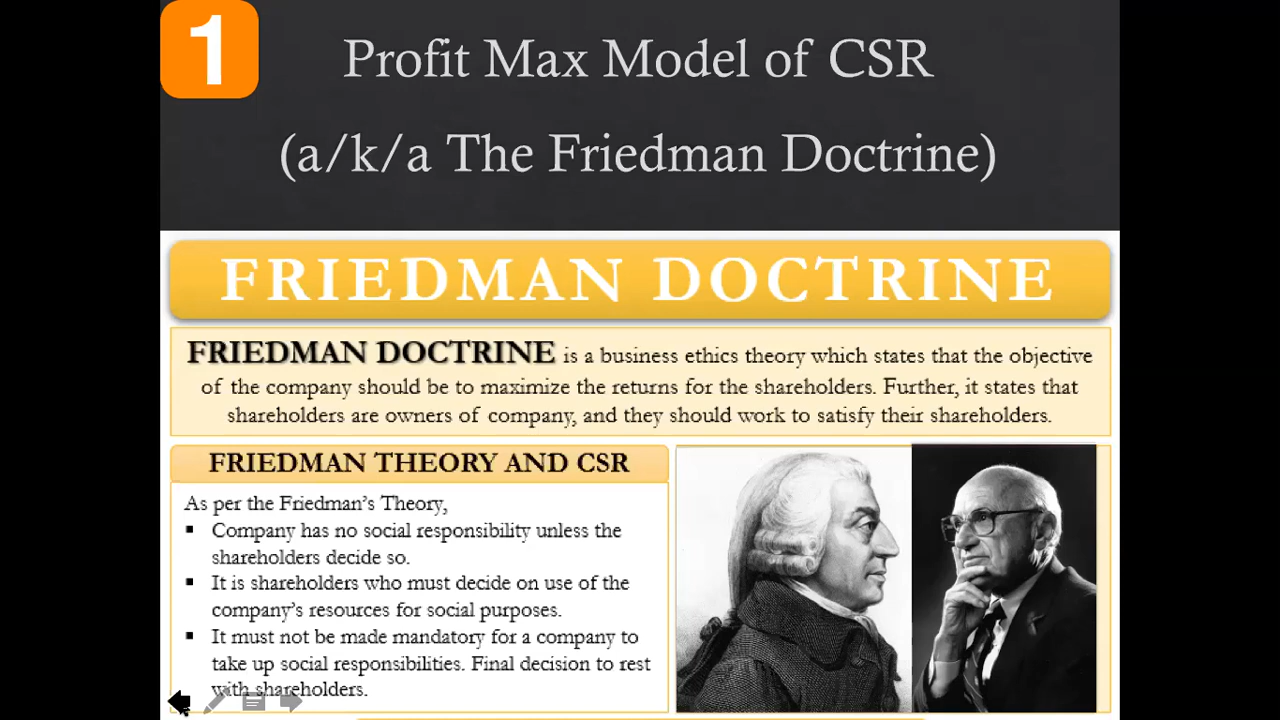 1
Profit Max Model of CSR
(a/k/a The Friedman Doctrine)
FRIEDMAN DOCTRINE
FRIEDMAN DOCTRINE is a business ethics theory which states that the objective
of the company should be to maximize the returns for the shareholders. Further, it states that
shareholders are owners of company, and they should work to satisfy their shareholders.
FRIEDMAN THEORY AND CSR
As per the Friedman's Theory,
▪ Company has no social responsibility unless the
shareholders decide so.
▪ It is shareholders who must decide on use of the
company's resources for social purposes.
▪ It must not be made mandatory for a company to
take up social responsibilities. Final decision to rest
with shareholders.